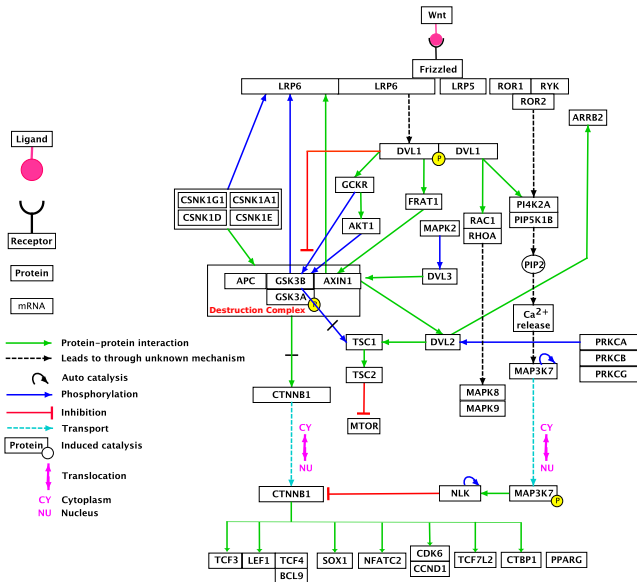 Wnt
Frizzled
LRP6 LRP6 LRP5 ROR1 RYK
ROR2
ARRB2
Ligand
DVL1 P DVL1
GCKR
CSNK1G1 CSNK1A1
CSNK1D CSNK1E
FRAT1
PI4K2A
PIP5K1B
AKT1
MAPK2
RAC1
RHOA
Receptor
PIP2
Protein
APC GSK3B AXIN1
DVL3
GSK3A P
Destruction Complex
mRNA
Ca2+
release
TSC1
DVL2
PRKCA
PRKCB
PRKCG
Protein-protein interaction
Leads to through unknown mechanism
Auto catalysis
Phosphorylation
Inhibition
Transport
Protein Induced catalysis
Translocation
CY Cytoplasm
NU Nucleus
TSC2
MAP3K7
CTNNB1
MAPK8
MAPK9
MTOR
CY
NU
CY
NU
CTNNB1
NLK
MAP3K7
P
TCF3 LEF1 TCF4 SOX1 NFATC2 CDK6 TCF7L2 CTBP1 PPARG
BCL9 CCND1